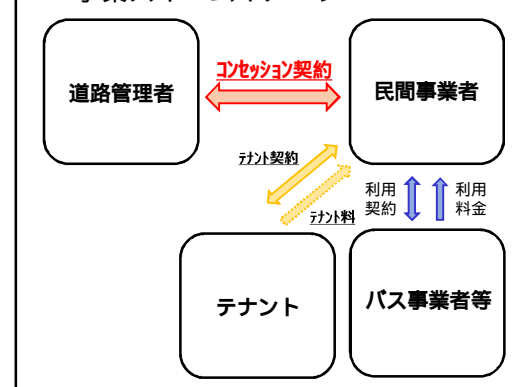 道路管理者
コンセッション契約
民間事業者
テナント契約
テナント料
利用
契約
利用
料金
テナント
バス事業者等